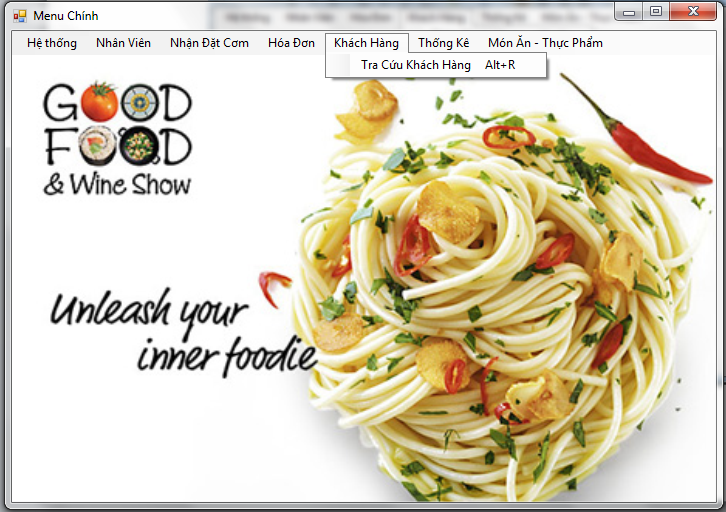 Menu Chính
Hệ thống Nhân Viên Nhận Đặt Cơm Hóa Đơn Khách Hàng Thống Kê Món Ăn - Thực Phẩm
Tra Cứu Khách Hàng Alt+R
GOOD
FOOD
& Wine Show
Unleash your
inner foodie